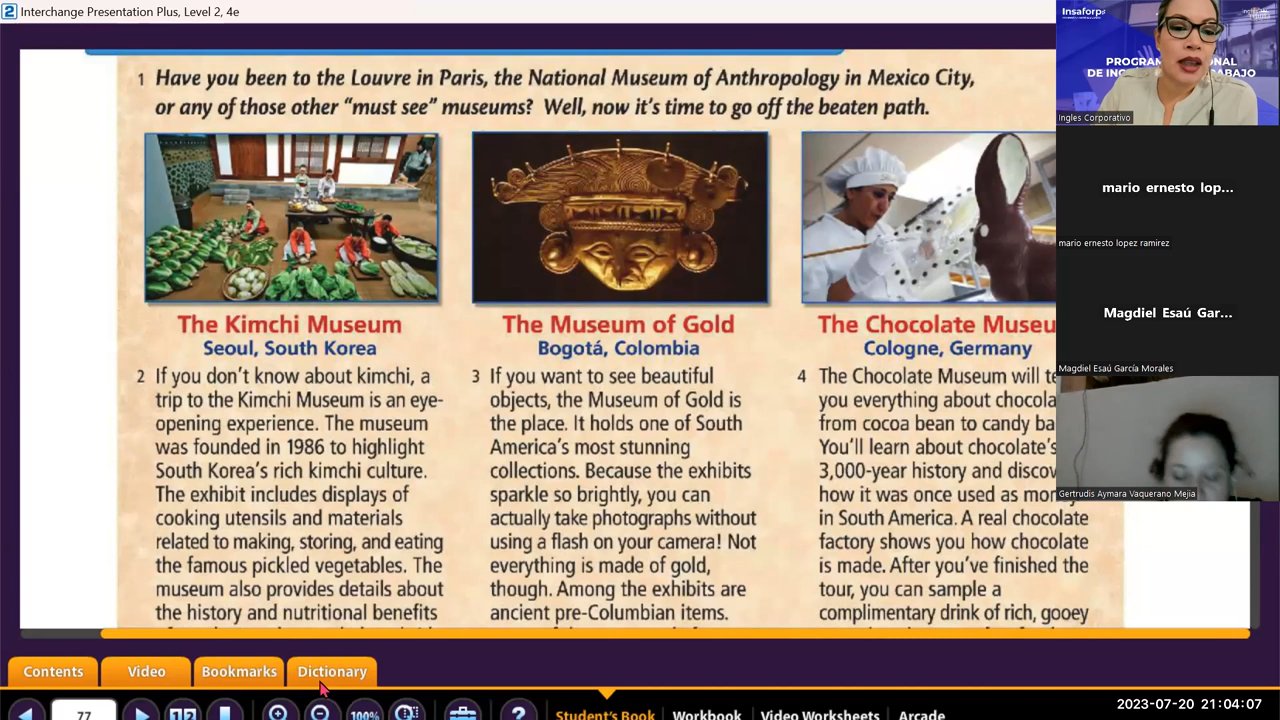 Interchange Presentation Plus, Level 2, 4e
1 Have you been to the Louvre in Paris, the National Museum of Anthropology in Mexico City,
or any of those other “must see” museums? Well, now it’s time to go off the beaten path.
The Kimchi Museum
Seoul, South Korea
2 If you don’t know about kimchi, a
trip to the Kimchi Museum is an eye-
opening experience. The museum
was founded in 1986 to highlight
South Korea’s rich kimchi culture.
The exhibit includes displays of
cooking utensils and materials
related to making, storing, and eating
the famous pickled vegetables. The
museum also provides details about
the history and nutritional benefits
The Museum of Gold
Bogotá, Colombia
3 If you want to see beautiful
objects, the Museum of Gold is
the place. It holds one of South
America’s most stunning
collections. Because the exhibits
sparkle so brightly, you can
actually take photographs without
using a flash on your camera! Not
everything is made of gold,
though. Among the exhibits are
ancient pre-Columbian items.
The Chocolate Museu
Cologne, Germany
4 The Chocolate Museum will te
you everything about chocola
from cocoa bean to candy ba
You’ll learn about chocolate’s
3,000-year history and discov
how it was once used as mon
in South America. A real chocolate
factory shows you how chocolate
is made. After you’ve finished the
tour, you can sample a
complimentary drink of rich, gooey
Insaforp
PROGRAM ONAL
DE ING ABAJO
Ingles Corporativo
mario ernesto lop...
mario ernesto lopez ramirez
Magdiel Esaú Gar...
Magdiel Esaú García Morales
Gertrudis Aymara Vaquerano Mejia
Contents Video Bookmarks Dictionary
77 1 2 100% ? Student’s Book Workbook Video Worksheets Arcade
2023-07-20 21:04:07